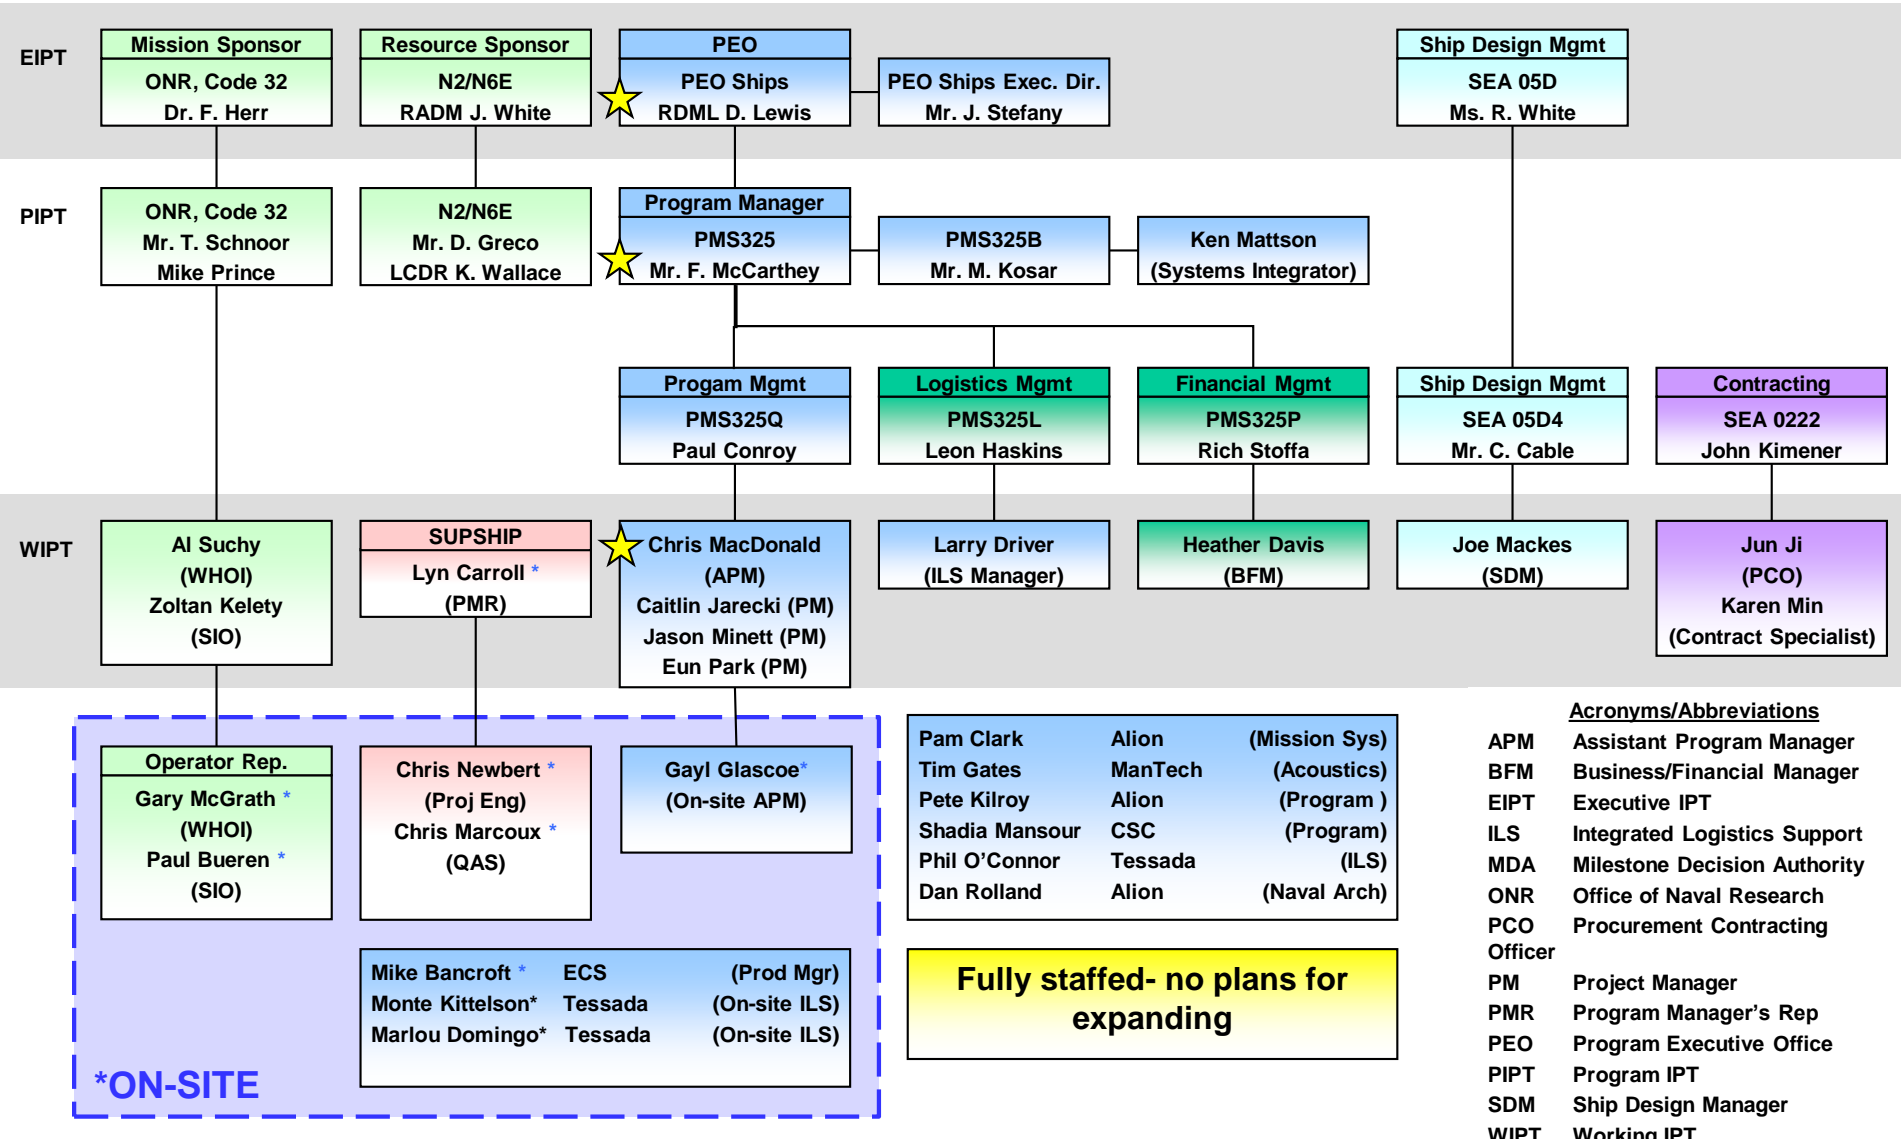 EIPT
Mission Sponsor
ONR, Code 32
Dr. F. Herr
Resource Sponsor
N2/N6E
RADM J. White
PEO
PEO Ships
RDML D. Lewis
PEO Ships Exec. Dir.
Mr. J. Stefany
Ship Design Mgmt
SEA 05D
Ms. R. White
PIPT
ONR, Code 32
Mr. T. Schnoor
Mike Prince
N2/N6E
Mr. D. Greco
LCDR K. Wallace
Program Manager
PMS325
Mr. F. McCarthey
PMS325B
Mr. M. Kosar
Ken Mattson
(Systems Integrator)
Progam Mgmt
PMS325Q
Paul Conroy
Logistics Mgmt
PMS325L
Leon Haskins
Financial Mgmt
PMS325P
Rich Stoffa
Ship Design Mgmt
SEA 05D4
Mr. C. Cable
Contracting
SEA 0222
John Kimener
WIPT
Al Suchy
(WHOI)
Zoltan Kelety
(SIO)
SUPSHIP
Lyn Carroll *
(PMR)
Chris MacDonald
(APM)
Caitlin Jarecki (PM)
Jason Minett (PM)
Eun Park (PM)
Larry Driver
(ILS Manager)
Heather Davis
(BFM)
Joe Mackes
(SDM)
Jun Ji
(PCO)
Karen Min
(Contract Specialist)
Operator Rep.
Gary McGrath *
(WHOI)
Paul Bueren *
(SIO)
Chris Newbert *
(Proj Eng)
Chris Marcoux *
(QAS)
Gayl Glascoe*
(On-site APM)
Mike Bancroft * ECS (Prod Mgr)
Monte Kittelson* Tessada (On-site ILS)
Marlou Domingo* Tessada (On-site ILS)
*ON-SITE
Pam Clark Alion (Mission Sys)
Tim Gates ManTech (Acoustics)
Pete Kilroy Alion (Program )
Shadia Mansour CSC (Program)
Phil O’Connor Tessada (ILS)
Dan Rolland Alion (Naval Arch)
Fully staffed- no plans for
expanding
Acronyms/Abbreviations
APM Assistant Program Manager
BFM Business/Financial Manager
EIPT Executive IPT
ILS Integrated Logistics Support
MDA Milestone Decision Authority
ONR Office of Naval Research
PCO Procurement Contracting
Officer
PM Project Manager
PMR Program Manager’s Rep
PEO Program Executive Office
PIPT Program IPT
SDM Ship Design Manager
WIPT Working IPT